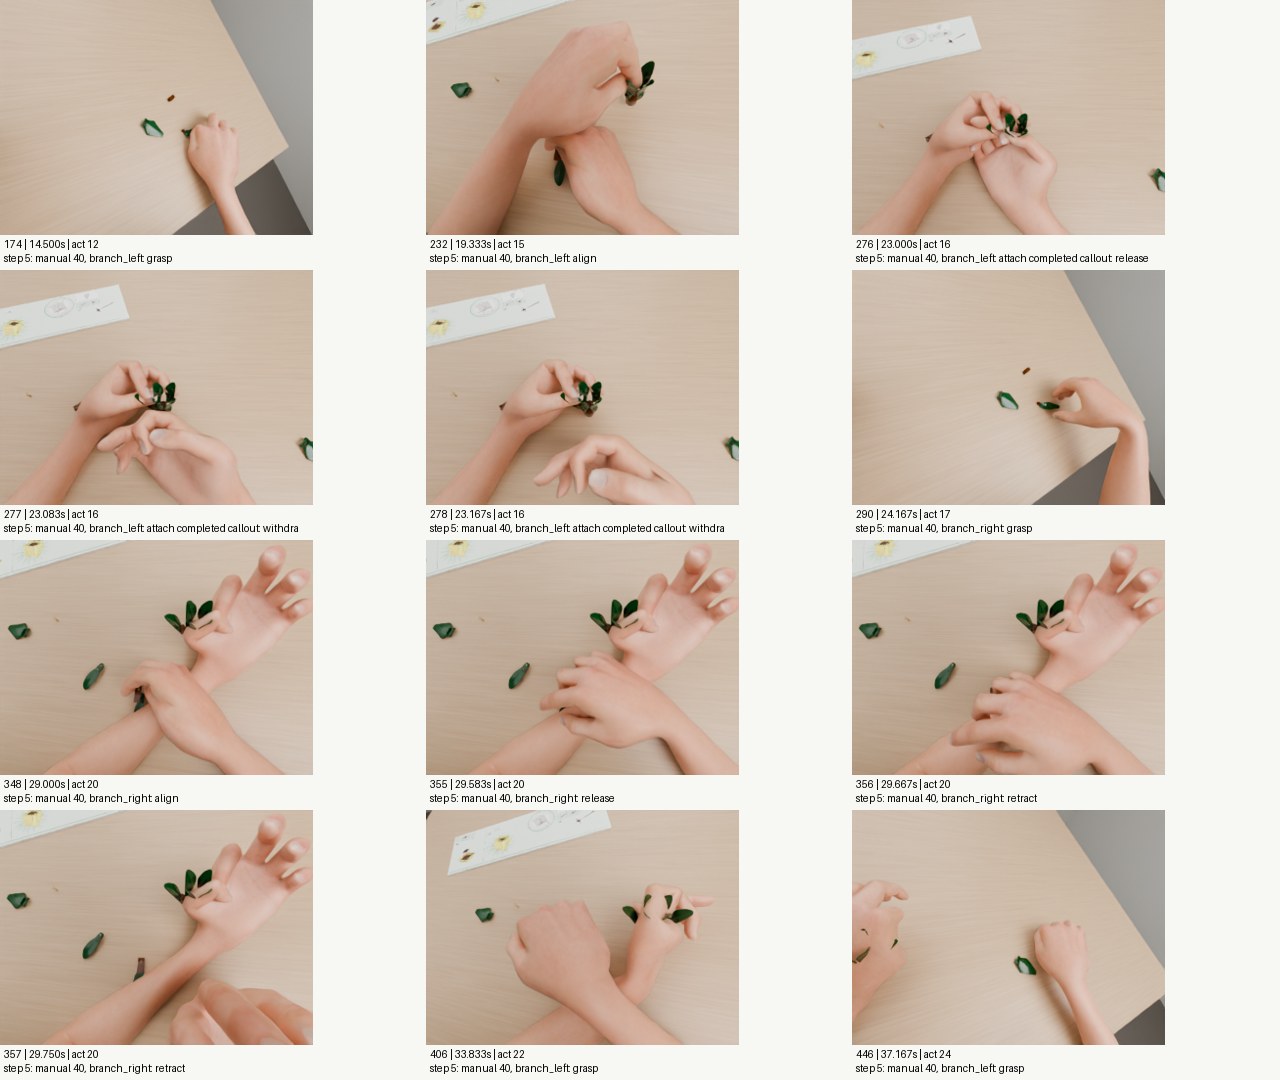 174 | 14.500s | act 12
step 5: manual 40, branch_left: grasp
232 | 19.333s | act 15
step 5: manual 40, branch_left: align
276 | 23.000s | act 16
step 5: manual 40, branch_left: attach completed callout: release
277 | 23.083s | act 16
step 5: manual 40, branch_left: attach completed callout: withdra
278 | 23.167s | act 16
step 5: manual 40, branch_left: attach completed callout: withdra
290 | 24.167s | act 17
step 5: manual 40, branch_right: grasp
348 | 29.000s | act 20
step 5: manual 40, branch_right: align
355 | 29.583s | act 20
step 5: manual 40, branch_right: release
356 | 29.667s | act 20
step 5: manual 40, branch_right: retract
357 | 29.750s | act 20
step 5: manual 40, branch_right: retract
406 | 33.833s | act 22
step 5: manual 40, branch_left: grasp
446 | 37.167s | act 24
step 5: manual 40, branch_left: grasp